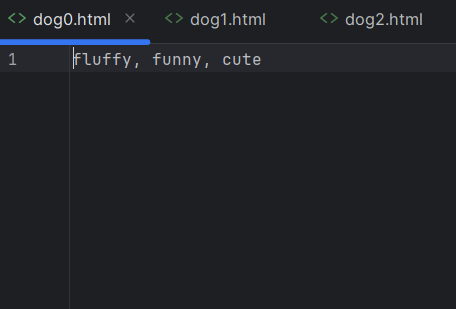 <> dog0.html × <> dog1.html <> dog2.html
1 fluffy, funny, cute